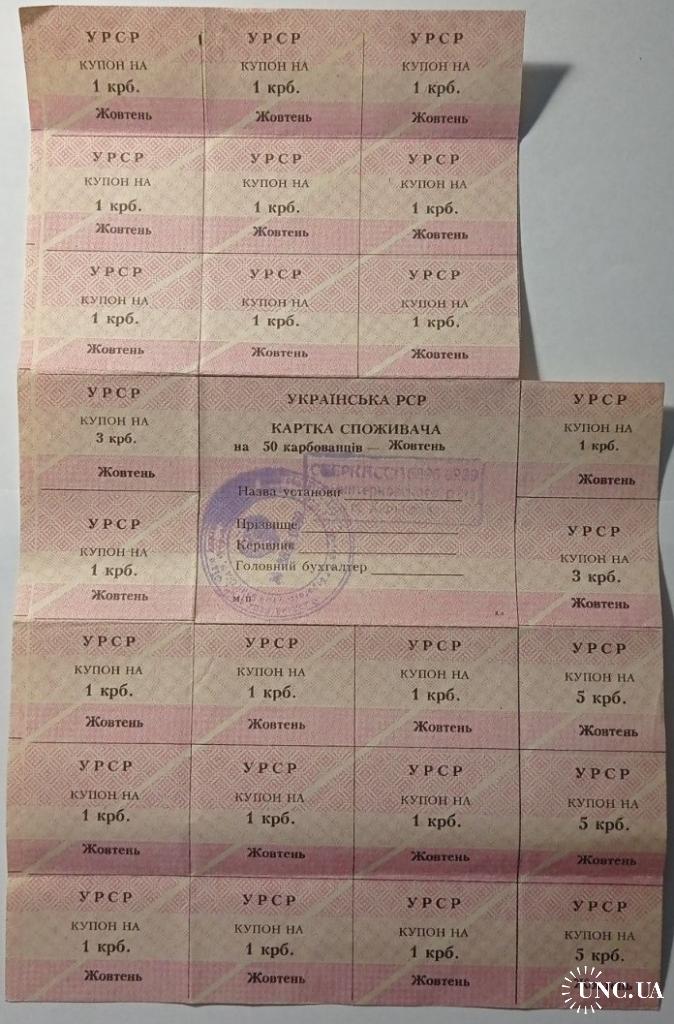 УРСР
КУПОН НА
1 крб.
Жовтень
УРСР
КУПОН НА
1 крб.
Жовтень
УРСР
КУПОН НА
1 крб.
Жовтень
УРСР
КУПОН НА
1 крб.
Жовтень
УРСР
КУПОН НА
1 крб.
Жовтень
УРСР
КУПОН НА
1 крб.
Жовтень
УРСР
КУПОН НА
1 крб.
Жовтень
УРСР
КУПОН НА
1 крб.
Жовтень
УРСР
КУПОН НА
1 крб.
Жовтень
УРСР
КУПОН НА
3 крб.
Жовтень
УРСР
КУПОН НА
1 крб.
Жовтень
УКРАЇНСЬКА РСР
КАРТКА СПОЖИВАЧА
на 50 карбованців — Жовтень
Назва установи
Прізвище
Керівник
Головний бухгалтер
м/п
УРСР
КУПОН НА
1 крб.
Жовтень
УРСР
КУПОН НА
3 крб.
Жовтень
УРСР
КУПОН НА
1 крб.
Жовтень
УРСР
КУПОН НА
1 крб.
Жовтень
УРСР
КУПОН НА
1 крб.
Жовтень
УРСР
КУПОН НА
5 крб.
Жовтень
УРСР
КУПОН НА
1 крб.
Жовтень
УРСР
КУПОН НА
1 крб.
Жовтень
УРСР
КУПОН НА
1 крб.
Жовтень
УРСР
КУПОН НА
5 крб.
Жовтень
УРСР
КУПОН НА
1 крб.
Жовтень
УРСР
КУПОН НА
1 крб.
Жовтень
УРСР
КУПОН НА
1 крб.
Жовтень
УРСР
КУПОН НА
5 крб.
UNC.UA